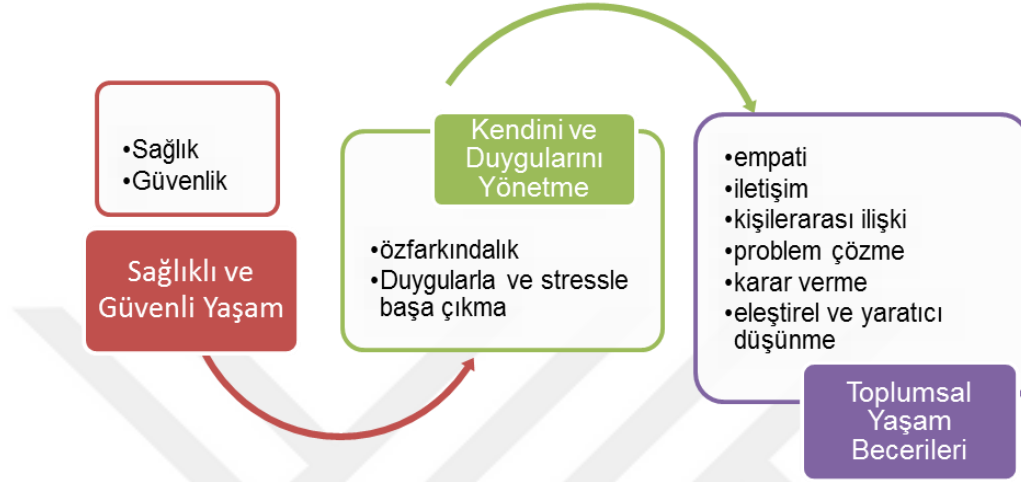 •Sağlık
•Güvenlik
Sağlıklı ve
Güvenli Yaşam
Kendini ve
Duygularını
Yönetme
•özfarkındalık
•Duygularla ve stressle
başa çıkma
•empati
•iletişim
•kişilerarası ilişki
•problem çözme
•karar verme
•eleştirel ve yaratıcı
düşünme
Toplumsal
Yaşam
Becerileri